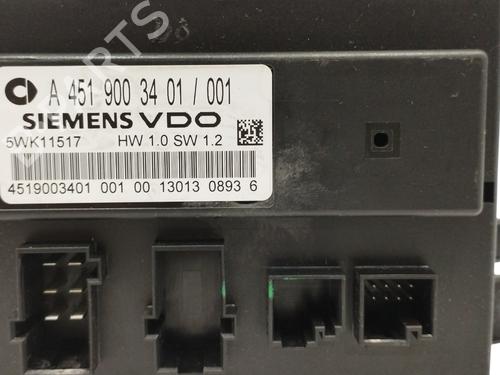 A 451 900 34 01 / 001
SIEMENS VDO
5WK11517 HW 1.0 SW 1.2
4519003401 001 00 13013 0893 6